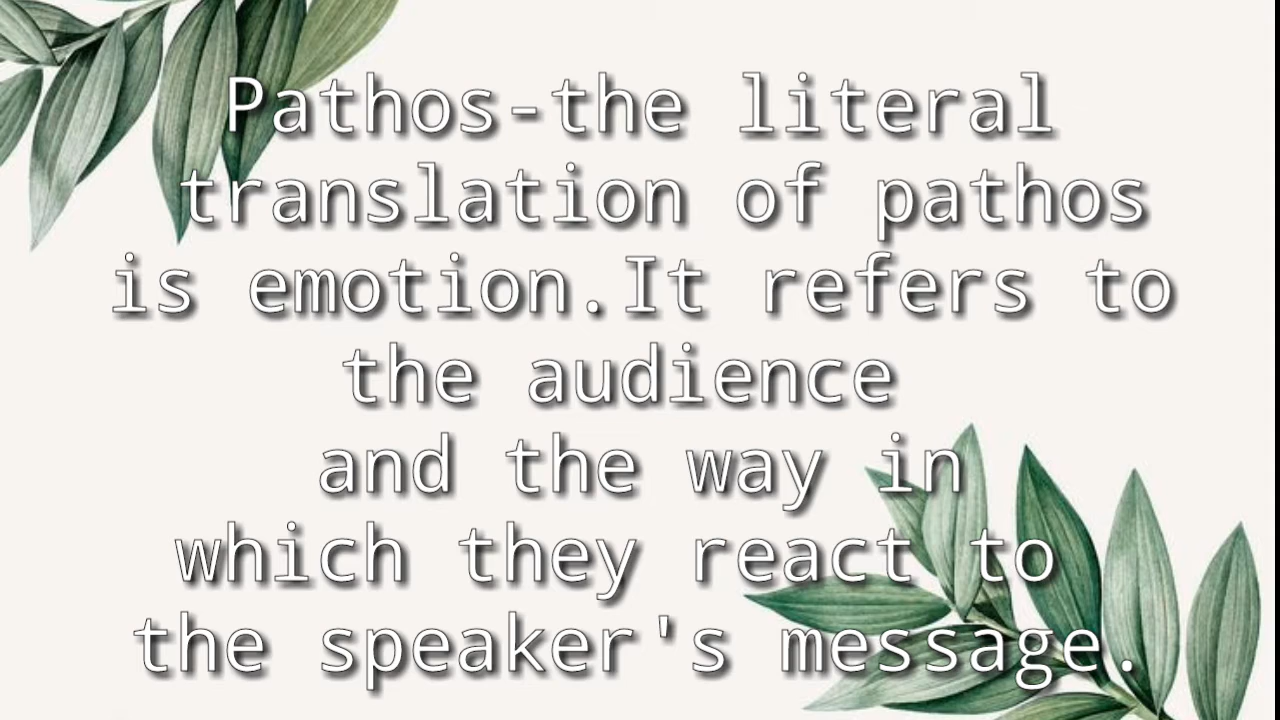 Pathos-the literal
translation of pathos
is emotion.It refers to
the audience
and the way in
which they react to
the speaker's message.